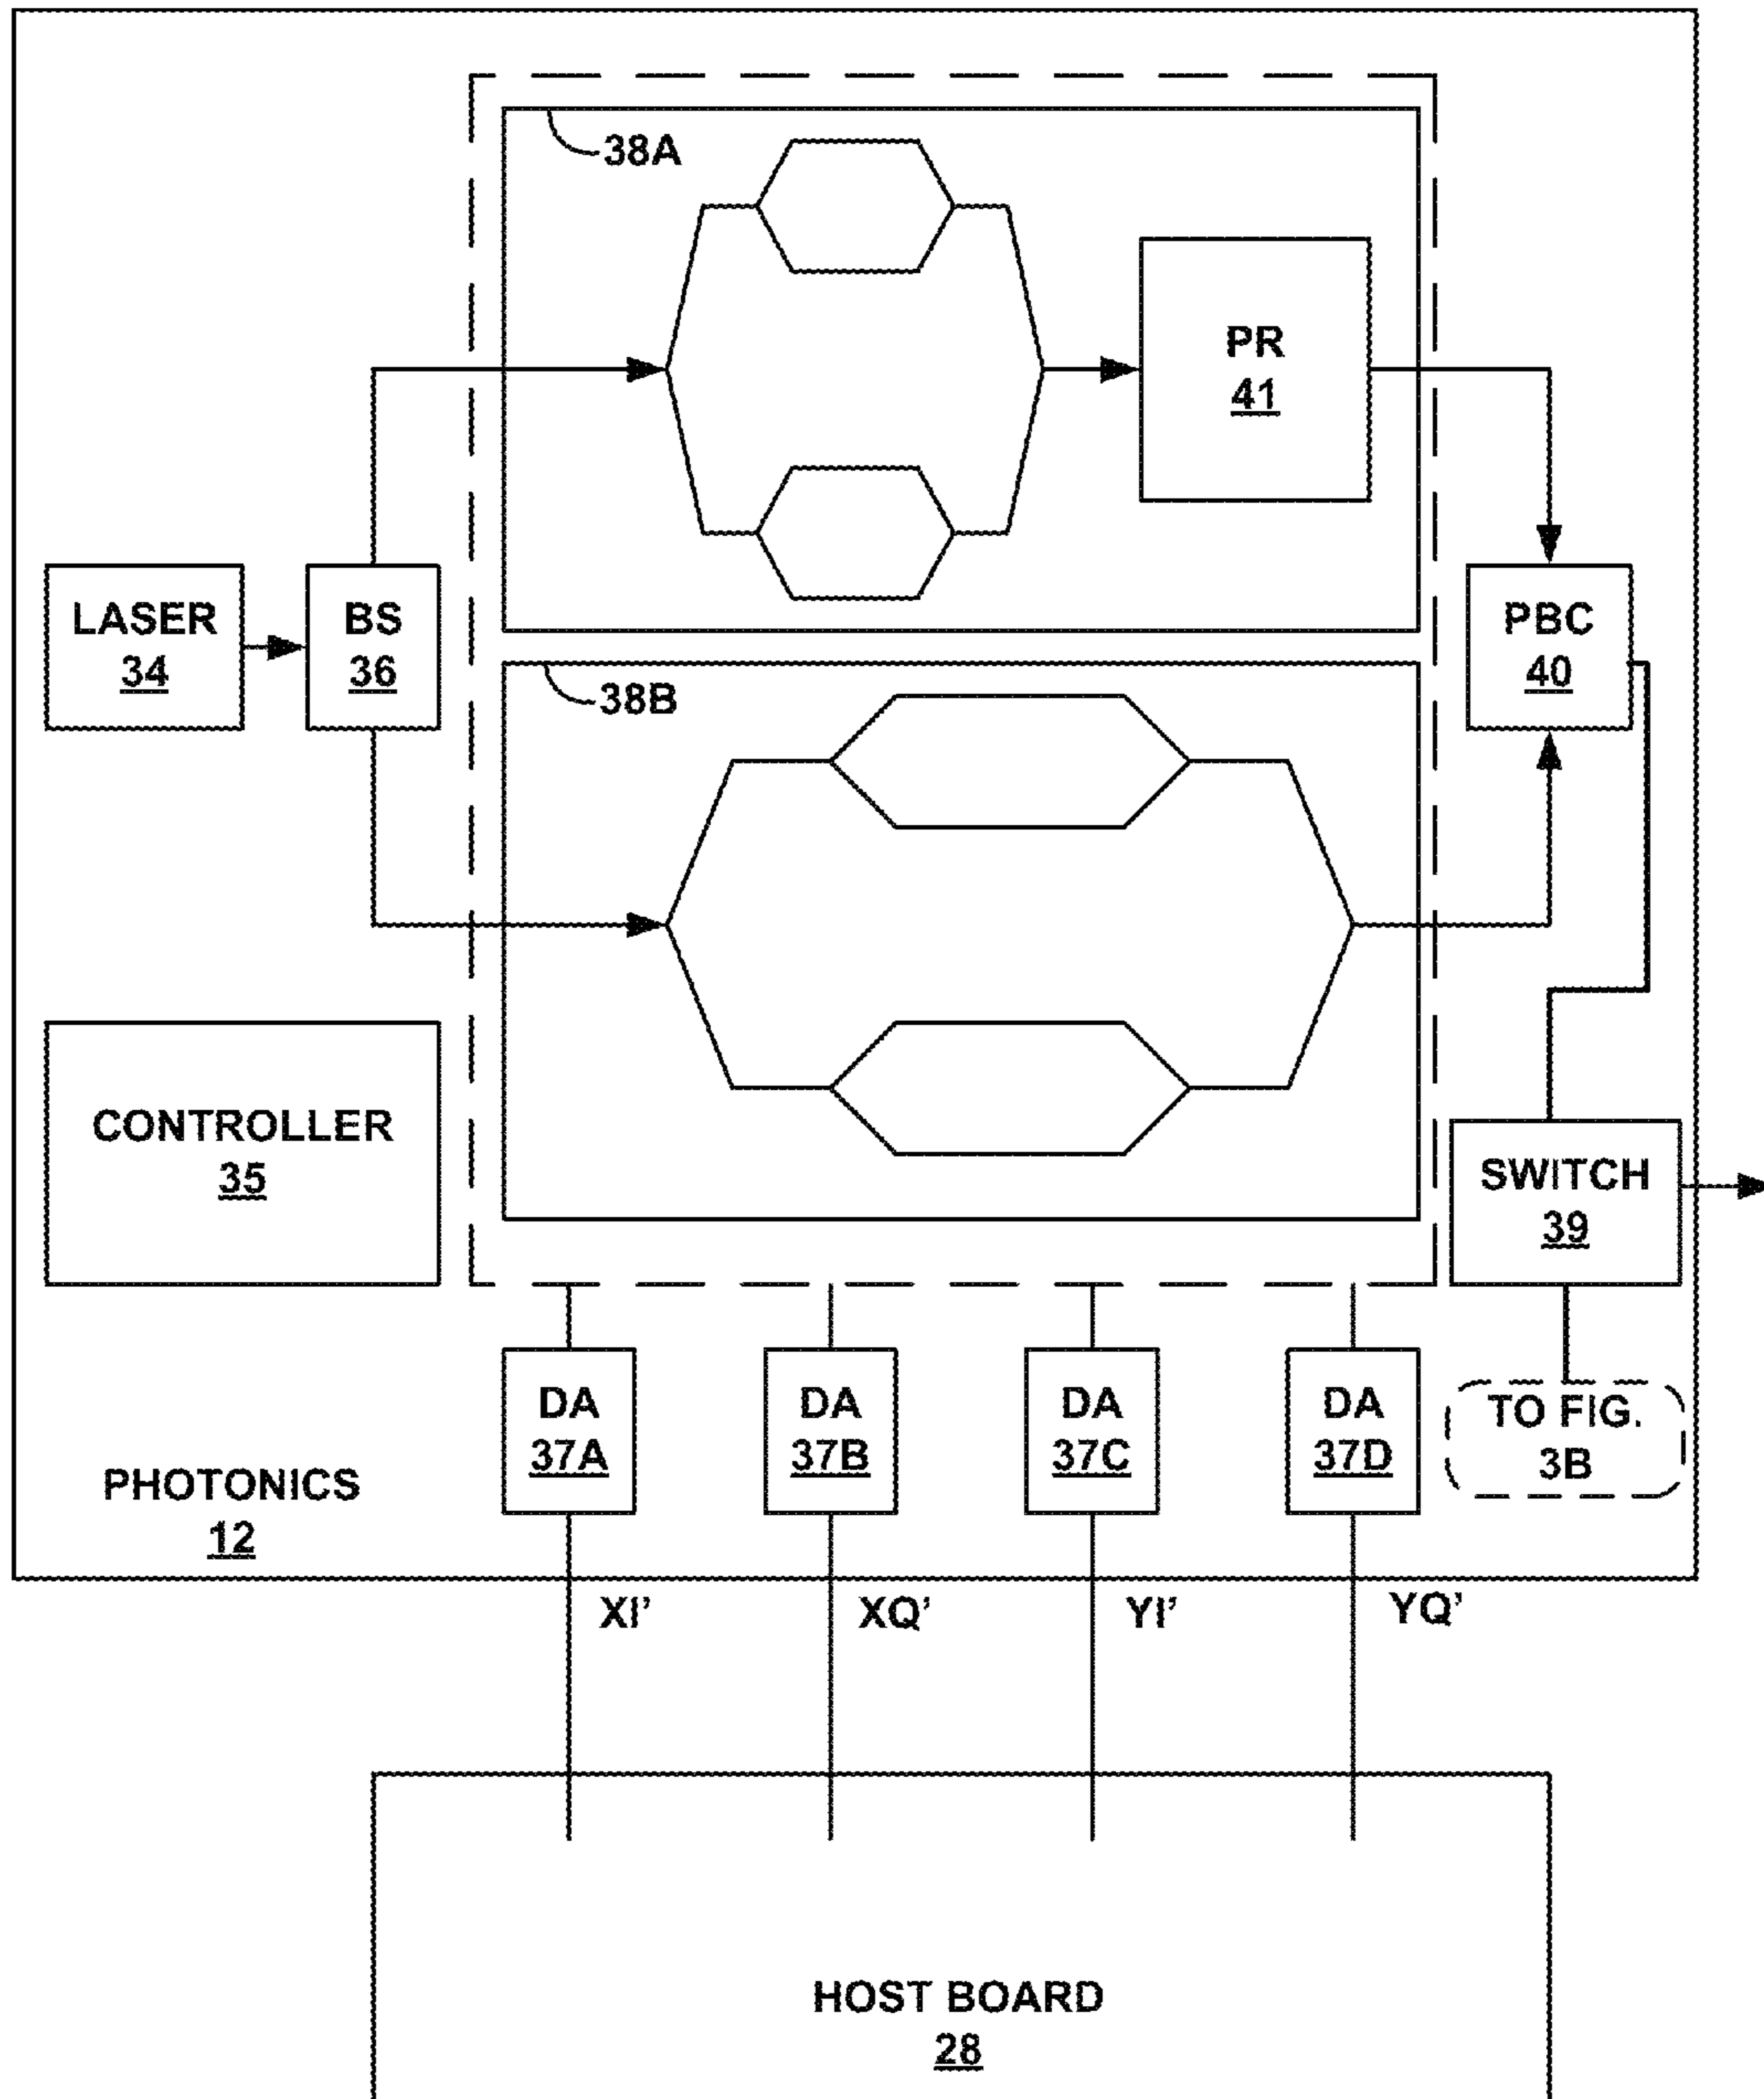 38A
PR
41
LASER
34
BS
36
PBC
40
38B
CONTROLLER
35
SWITCH
39
DA
37A
DA
37B
DA
37C
DA
37D
TO FIG.
3B
PHOTONICS
12
XI’
XQ’
YI’
YQ’
HOST BOARD
28